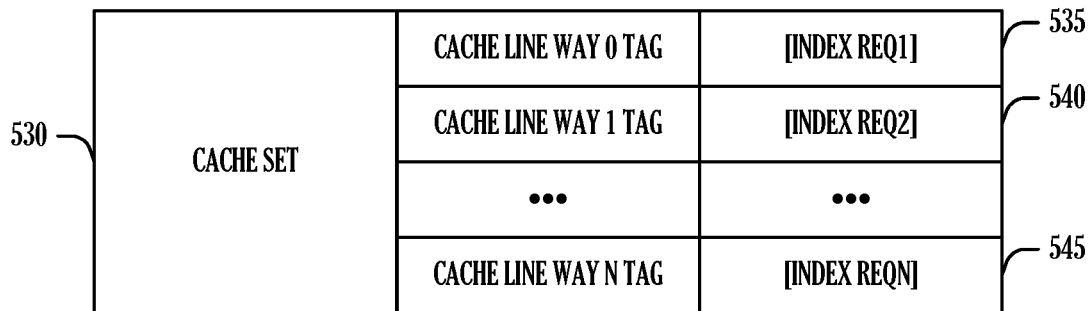 CACHE LINE WAY 0 TAG [INDEX REQ1] 535
CACHE LINE WAY 1 TAG [INDEX REQ2] 540
530 CACHE SET
••• •••
CACHE LINE WAY N TAG [INDEX REQN] 545